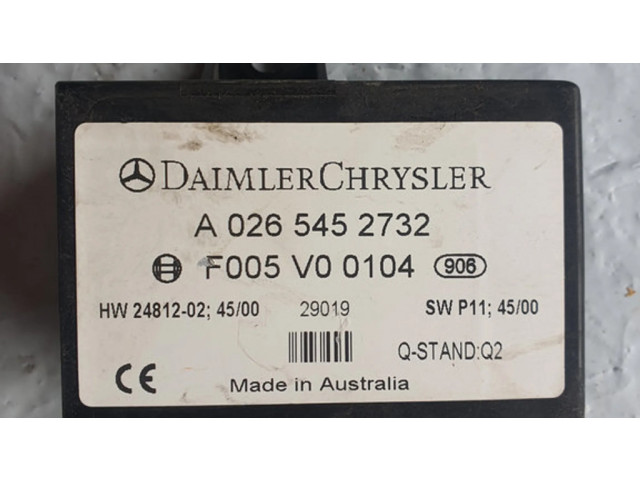 DAIMLERCHRYSLER
A 026 545 2732
F005 V0 0104 906
HW 24812-02; 45/00 29019 SW P11; 45/00
Q-STAND:Q2
CE Made in Australia